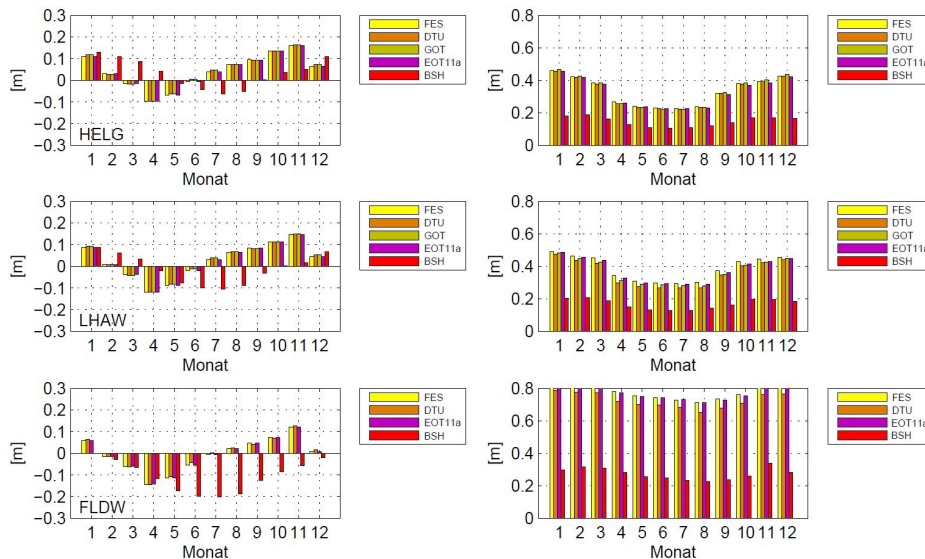 0.3
0.2
0.1
0
−0.1
−0.2
−0.3
[m]
HELG
1 2 3 4 5 6 7 8 9 10 11 12
Monat
FES
DTU
GOT
EOT11a
BSH
0.8
0.6
0.4
0.2
0
[m]
1 2 3 4 5 6 7 8 9 10 11 12
Monat
FES
DTU
GOT
EOT11a
BSH
0.3
0.2
0.1
0
−0.1
−0.2
−0.3
[m]
LHAW
1 2 3 4 5 6 7 8 9 10 11 12
Monat
FES
DTU
GOT
EOT11a
BSH
0.8
0.6
0.4
0.2
0
[m]
1 2 3 4 5 6 7 8 9 10 11 12
Monat
FES
DTU
GOT
EOT11a
BSH
0.3
0.2
0.1
0
−0.1
−0.2
−0.3
[m]
FLDW
1 2 3 4 5 6 7 8 9 10 11 12
Monat
FES
DTU
EOT11a
BSH
0.8
0.6
0.4
0.2
0
[m]
1 2 3 4 5 6 7 8 9 10 11 12
Monat
FES
DTU
EOT11a
BSH